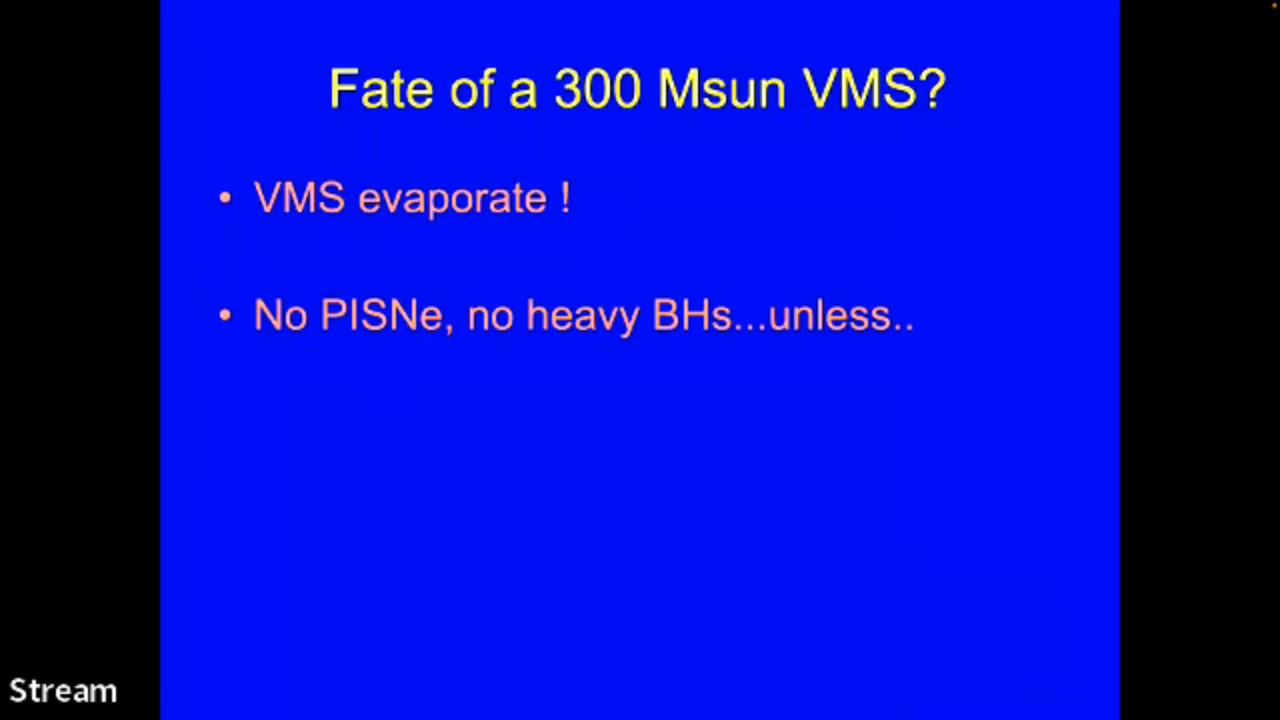 Fate of a 300 Msun VMS?
• VMS evaporate !
• No PISNe, no heavy BHs...unless..
Stream